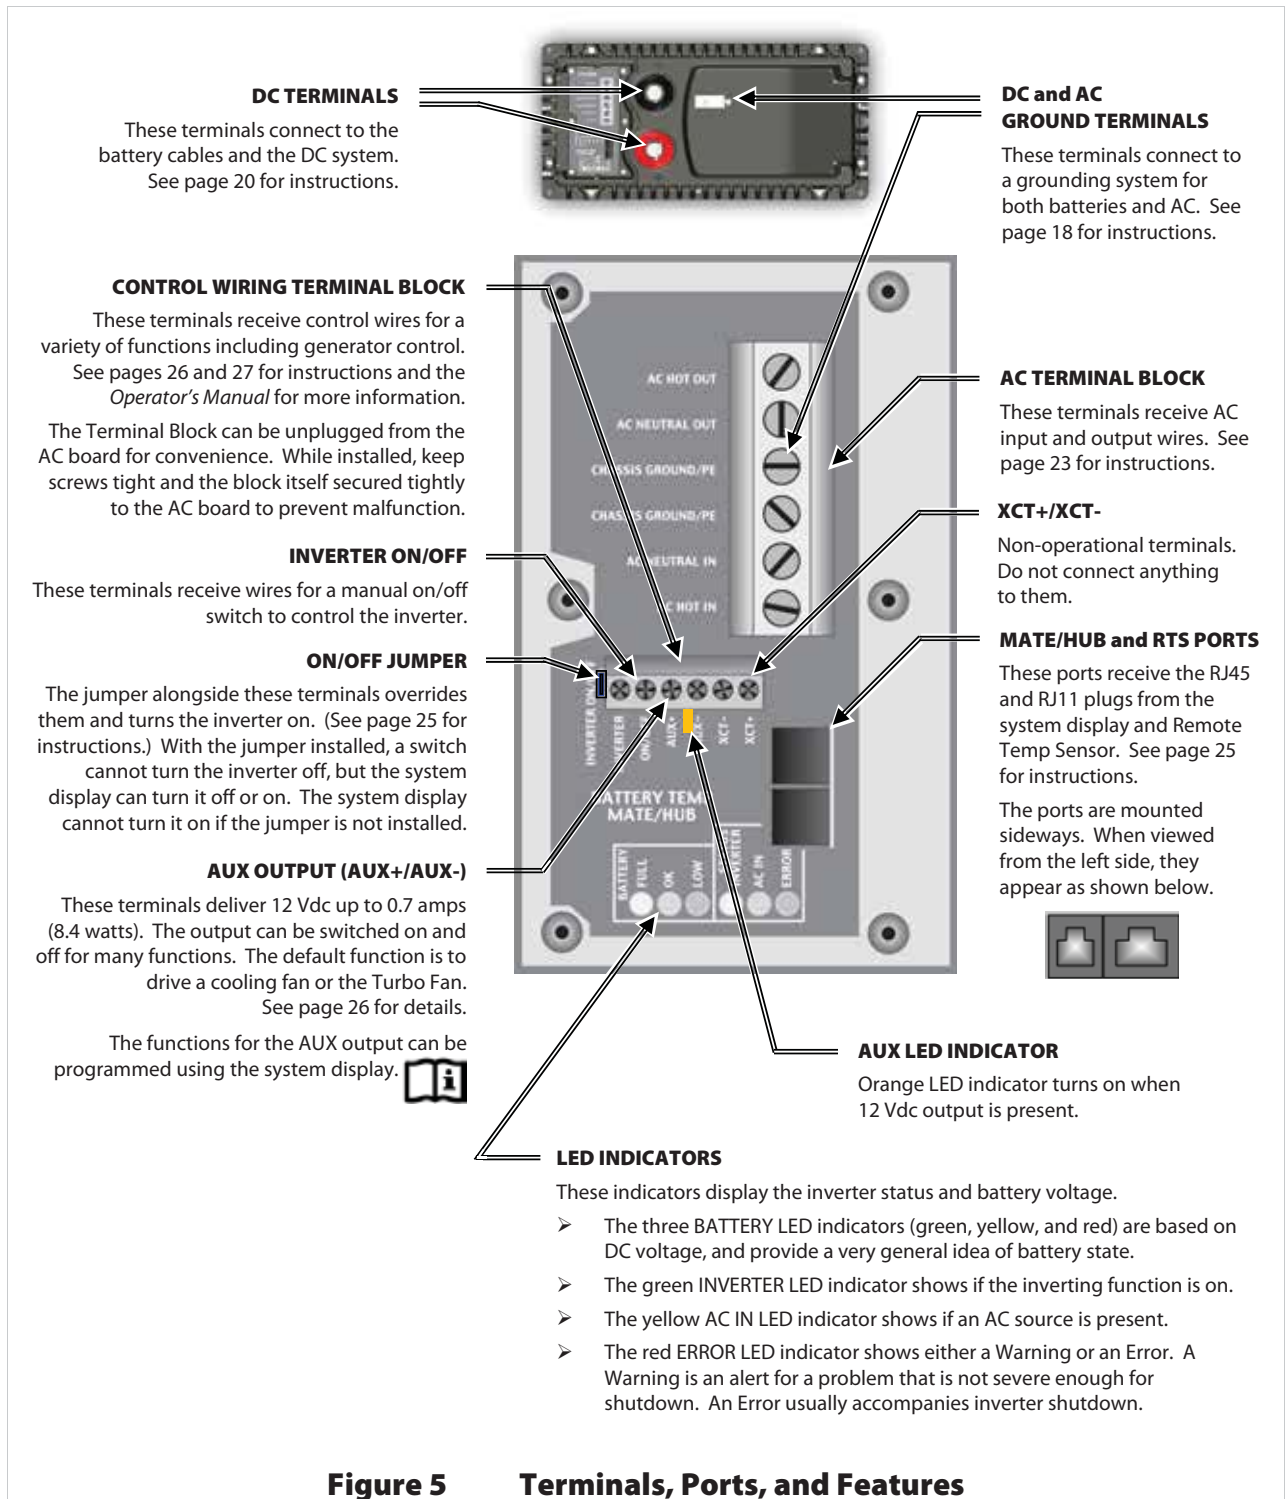 DC TERMINALS
These terminals connect to the
battery cables and the DC system.
See page 20 for instructions.
DC and AC
GROUND TERMINALS
These terminals connect to
a grounding system for
both batteries and AC. See
page 18 for instructions.
CONTROL WIRING TERMINAL BLOCK
These terminals receive control wires for a
variety of functions including generator control.
See pages 26 and 27 for instructions and the
Operator's Manual for more information.
The Terminal Block can be unplugged from the
AC board for convenience. While installed, keep
screws tight and the block itself secured tightly
to the AC board to prevent malfunction.
INVERTER ON/OFF
These terminals receive wires for a manual on/off
switch to control the inverter.
ON/OFF JUMPER
The jumper alongside these terminals overrides
them and turns the inverter on. (See page 25 for
instructions.) With the jumper installed, a switch
cannot turn the inverter off, but the system
display can turn it off or on. The system display
cannot turn it on if the jumper is not installed.
AUX OUTPUT (AUX+/AUX-)
These terminals deliver 12 Vdc up to 0.7 amps
(8.4 watts). The output can be switched on and
off for many functions. The default function is to
drive a cooling fan or the Turbo Fan.
See page 26 for details.
The functions for the AUX output can be
programmed using the system display.
AC HOT OUT
AC NEUTRAL OUT
CHASSIS GROUND/PE
CHASSIS GROUND/PE
AC NEUTRAL IN
HOT IN
INVERTER
AUX+
XCT-
XCT+
BATTERY TEMP
MATE/HUB
BATTERY
FULL
OK
LOW
INVERTER
AC IN
ERROR
AC TERMINAL BLOCK
These terminals receive AC
input and output wires. See
page 23 for instructions.
XCT+/XCT-
Non-operational terminals.
Do not connect anything
to them.
MATE/HUB and RTS PORTS
These ports receive the RJ45
and RJ11 plugs from the
system display and Remote
Temp Sensor. See page 25
for instructions.
The ports are mounted
sideways. When viewed
from the left side, they
appear as shown below.
AUX LED INDICATOR
Orange LED indicator turns on when
12 Vdc output is present.
LED INDICATORS
These indicators display the inverter status and battery voltage.
➢ The three BATTERY LED indicators (green, yellow, and red) are based on
DC voltage, and provide a very general idea of battery state.
➢ The green INVERTER LED indicator shows if the inverting function is on.
➢ The yellow AC IN LED indicator shows if an AC source is present.
➢ The red ERROR LED indicator shows either a Warning or an Error. A
Warning is an alert for a problem that is not severe enough for
shutdown. An Error usually accompanies inverter shutdown.
Figure 5 Terminals, Ports, and Features